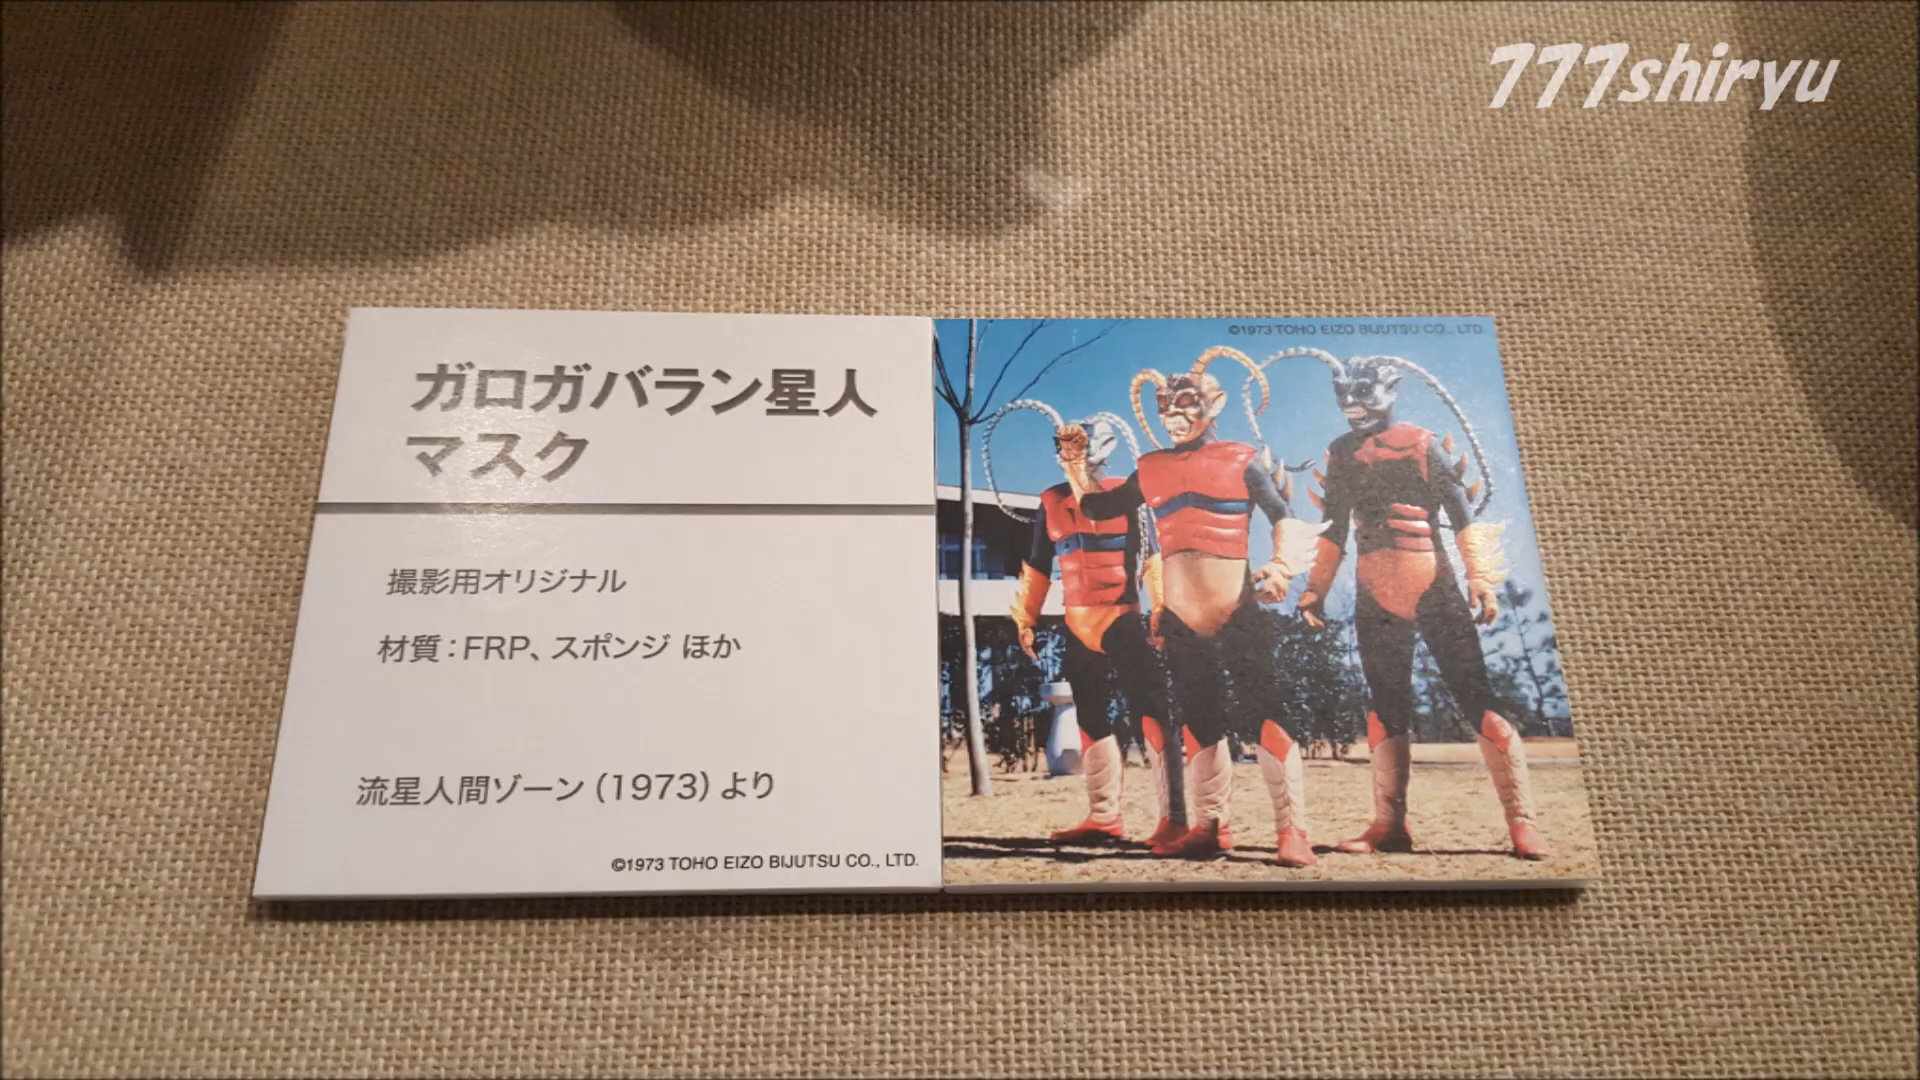 777shiryu
ガロガバラン星人
マスク
撮影用オリジナル
材質：FRP、スポンジ ほか
流星人間ゾーン（1973）より
©1973 TOHO EIZO BIJUTSU CO., LTD.
©1973 TOHO EIZO BIJUTSU CO., LTD.